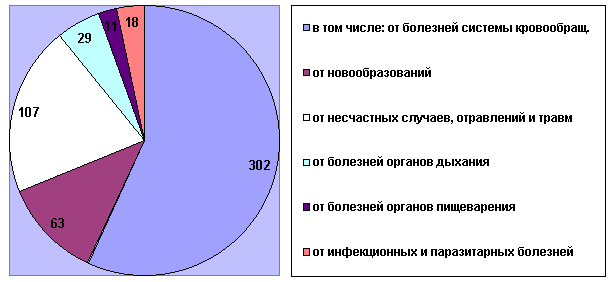 29
11
18
107
302
63
в том числе: от болезней системы кровообращ.
от новообразований
от несчастных случаев, отравлений и травм
от болезней органов дыхания
от болезней органов пищеварения
от инфекционных и паразитарных болезней